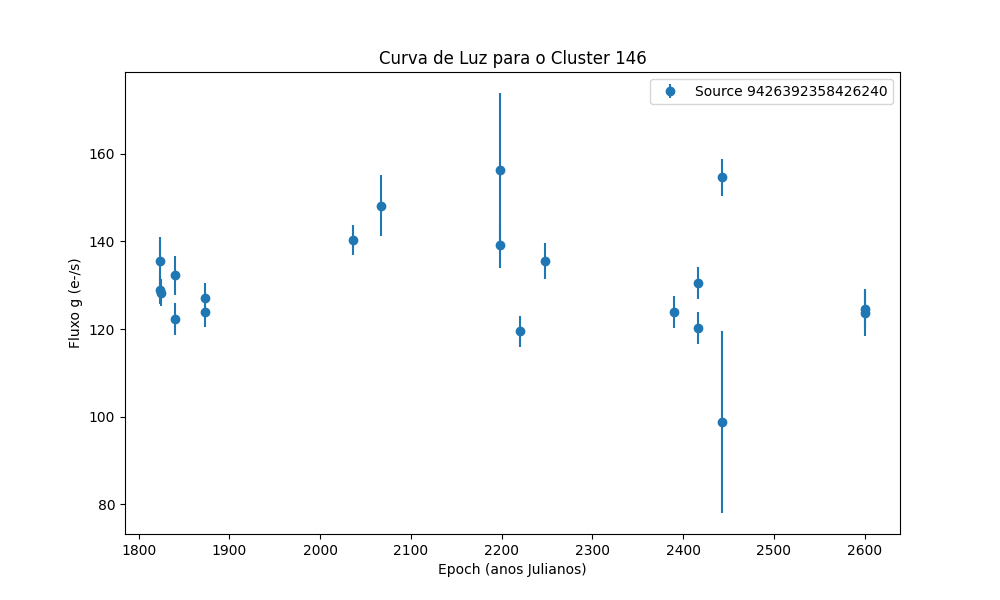 Curva de Luz para o Cluster 146
Source 9426392358426240
Fluxo g (e-/s)
160
140
120
100
80
1800 1900 2000 2100 2200 2300 2400 2500 2600
Epoch (anos Julianos)